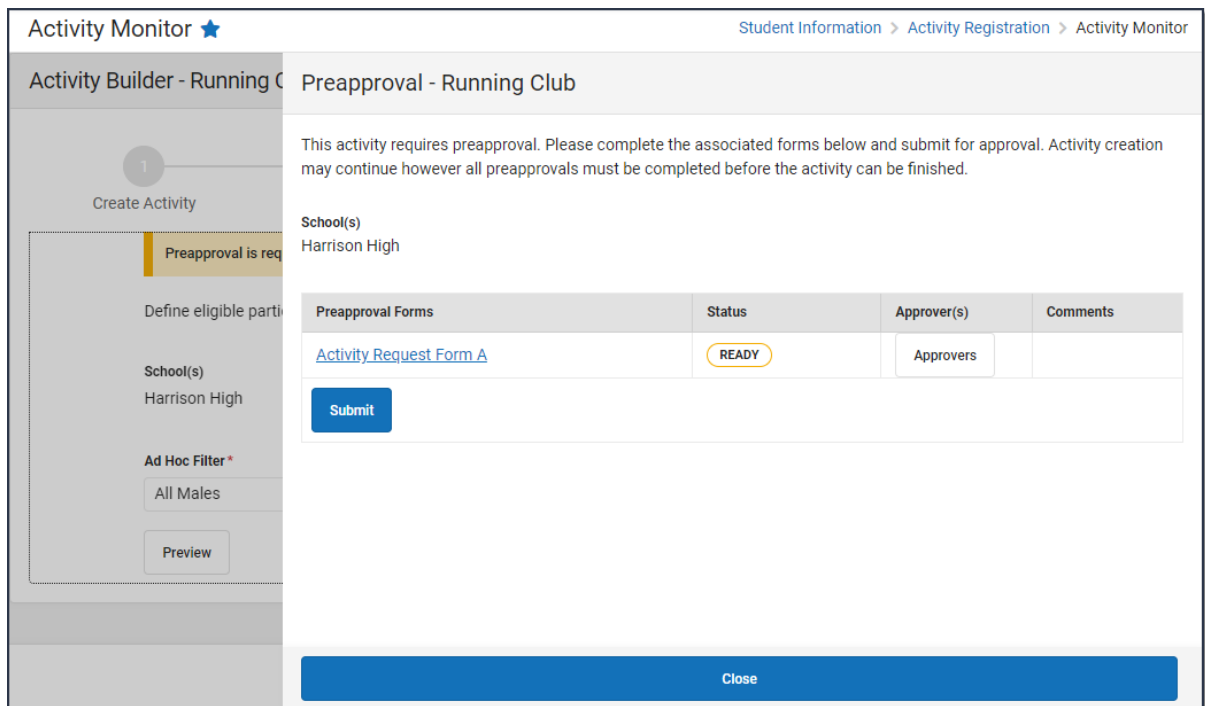 Activity Monitor
Student Information > Activity Registration > Activity Monitor
Activity Builder - Running
Preapproval - Running Club
This activity requires preapproval. Please complete the associated forms below and submit for approval. Activity creation
may continue however all preapprovals must be completed before the activity can be finished.
1
Create Activity
School(s)
Harrison High
Preapproval is req
Define eligible parti
School(s)
Harrison High
Ad Hoc Filter*
All Males
Preview
Preapproval Forms Status Approver(s) Comments
Activity Request Form A READY Approvers
Submit
Close